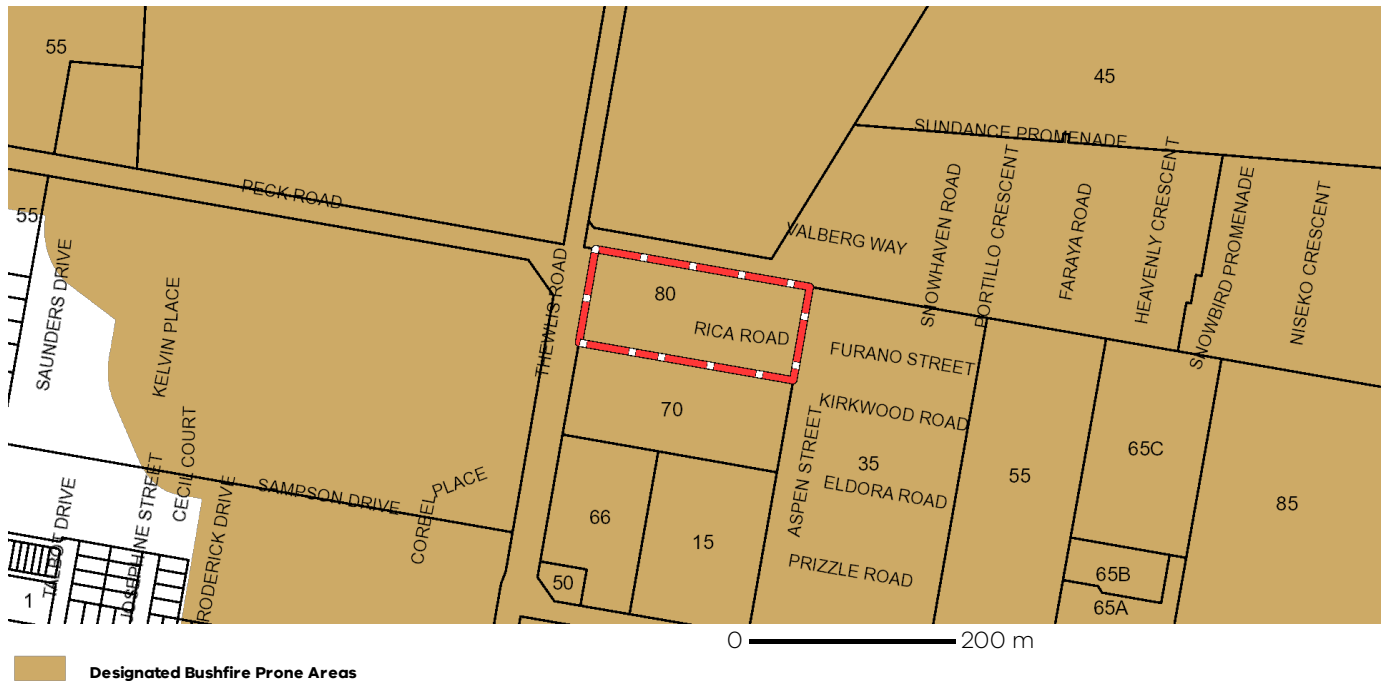 55
45
SUNDANCE PROMENADE
PECK ROAD
SNOWHAVEN ROAD
PORTILLO CRESCENT
FARAYA ROAD
HEAVENLY CRESCENT
SNOWBIRD PROMENADE
NISEKO CRESCENT
55
VALBERG WAY
SAUNDERS DRIVE
KELVIN PLACE
THEWLIS ROAD
80
RICA ROAD
FURANO STREET
70
KIRKWOOD ROAD
CECIL COURT
ASPEN STREET
35
65C
ELDORA ROAD
55
85
SAMPSON DRIVE
CORBEL PLACE
TALBOT DRIVE
JOSEPHINE STREET
RODERICK DRIVE
66
15
PRIZZLE ROAD
50
65B
65A
1
0 200 m
Designated Bushfire Prone Areas